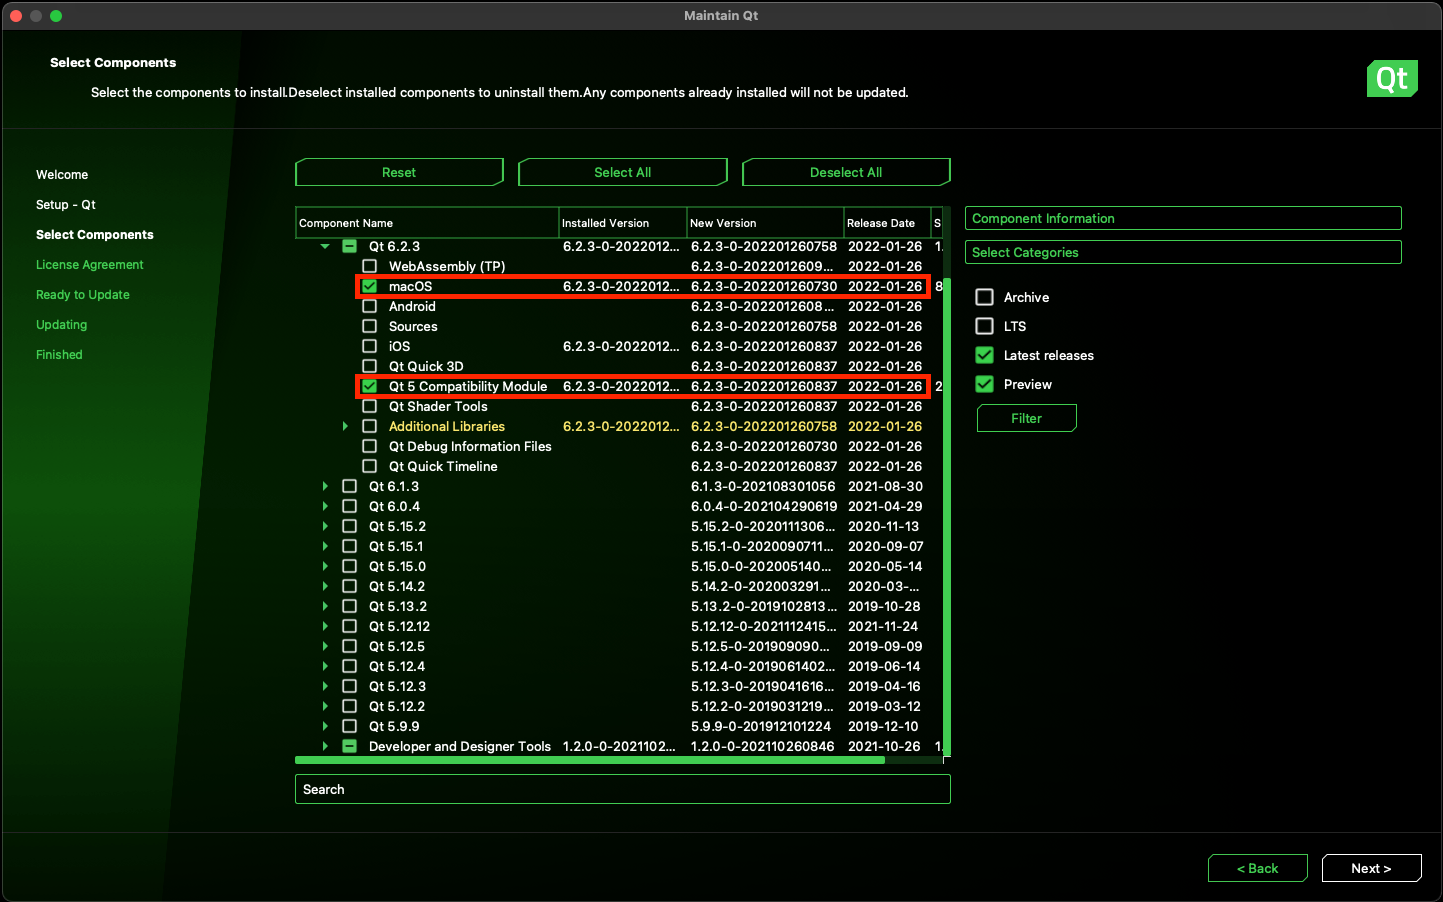 Maintain Qt
Select Components
Select the components to install.Deselect installed components to uninstall them.Any components already installed will not be updated.
Qt
Welcome
Setup - Qt
Select Components
License Agreement
Ready to Update
Updating
Finished
Reset Select All Deselect All
Component Name Installed Version New Version Release Date S
Qt 6.2.3 6.2.3-0-2022012... 6.2.3-0-202201260758 2022-01-26 1.
WebAssembly (TP) 6.2.3-0-2022012609... 2022-01-26
macOS 6.2.3-0-2022012... 6.2.3-0-202201260730 2022-01-26 8
Android 6.2.3-0-2022012608... 2022-01-26
Sources 6.2.3-0-202201260758 2022-01-26
iOS 6.2.3-0-2022012... 6.2.3-0-202201260837 2022-01-26
Qt Quick 3D 6.2.3-0-202201260837 2022-01-26
Qt 5 Compatibility Module 6.2.3-0-2022012... 6.2.3-0-202201260837 2022-01-26 2
Qt Shader Tools 6.2.3-0-202201260837 2022-01-26
Additional Libraries 6.2.3-0-2022012... 6.2.3-0-202201260758 2022-01-26
Qt Debug Information Files 6.2.3-0-202201260730 2022-01-26
Qt Quick Timeline 6.2.3-0-202201260837 2022-01-26
Qt 6.1.3 6.1.3-0-202108301056 2021-08-30
Qt 6.0.4 6.0.4-0-202104290619 2021-04-29
Qt 5.15.2 5.15.2-0-2020111306... 2020-11-13
Qt 5.15.1 5.15.1-0-2020090711... 2020-09-07
Qt 5.15.0 5.15.0-0-202005140... 2020-05-14
Qt 5.14.2 5.14.2-0-202003291... 2020-03-...
Qt 5.13.2 5.13.2-0-2019102813... 2019-10-28
Qt 5.12.12 5.12.12-0-2021112415... 2021-11-24
Qt 5.12.5 5.12.5-0-201909090... 2019-09-09
Qt 5.12.4 5.12.4-0-2019061402... 2019-06-14
Qt 5.12.3 5.12.3-0-2019041616... 2019-04-16
Qt 5.12.2 5.12.2-0-2019031219... 2019-03-12
Qt 5.9.9 5.9.9-0-201912101224 2019-12-10
Developer and Designer Tools 1.2.0-0-2021102... 1.2.0-0-202110260846 2021-10-26 1.
Search
Component Information
Select Categories
Archive
LTS
Latest releases
Preview
Filter
< Back Next >